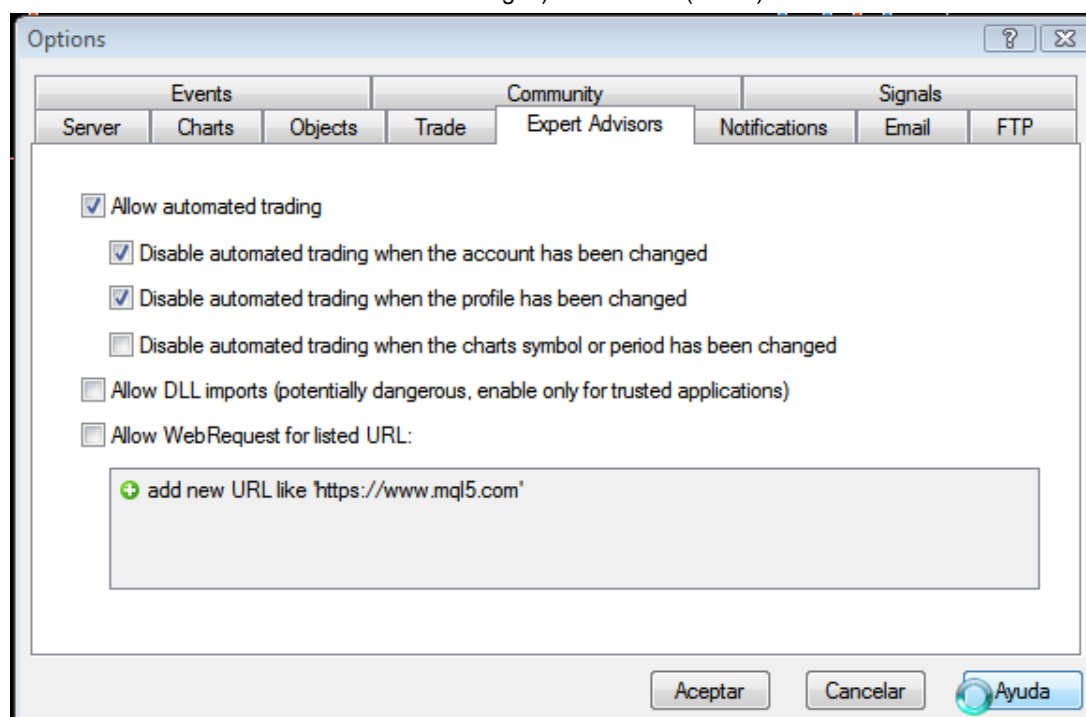 Options
Events Community Signals
Server Charts Objects Trade Expert Advisors Notifications Email FTP
Allow automated trading
Disable automated trading when the account has been changed
Disable automated trading when the profile has been changed
Disable automated trading when the charts symbol or period has been changed
Allow DLL imports (potentially dangerous, enable only for trusted applications)
Allow WebRequest for listed URL:
add new URL like 'https://www.mql5.com'
Aceptar Cancelar Ayuda